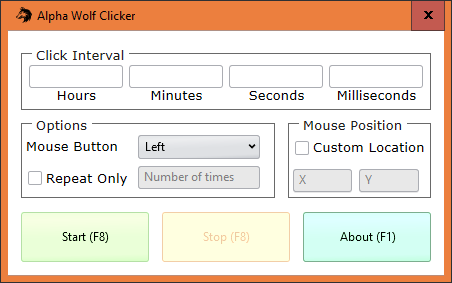 Alpha Wolf Clicker
Click Interval
Hours Minutes Seconds Milliseconds
Options
Mouse Button Left
Repeat Only Number of times
Mouse Position
Custom Location
X Y
Start (F8) Stop (F8) About (F1)